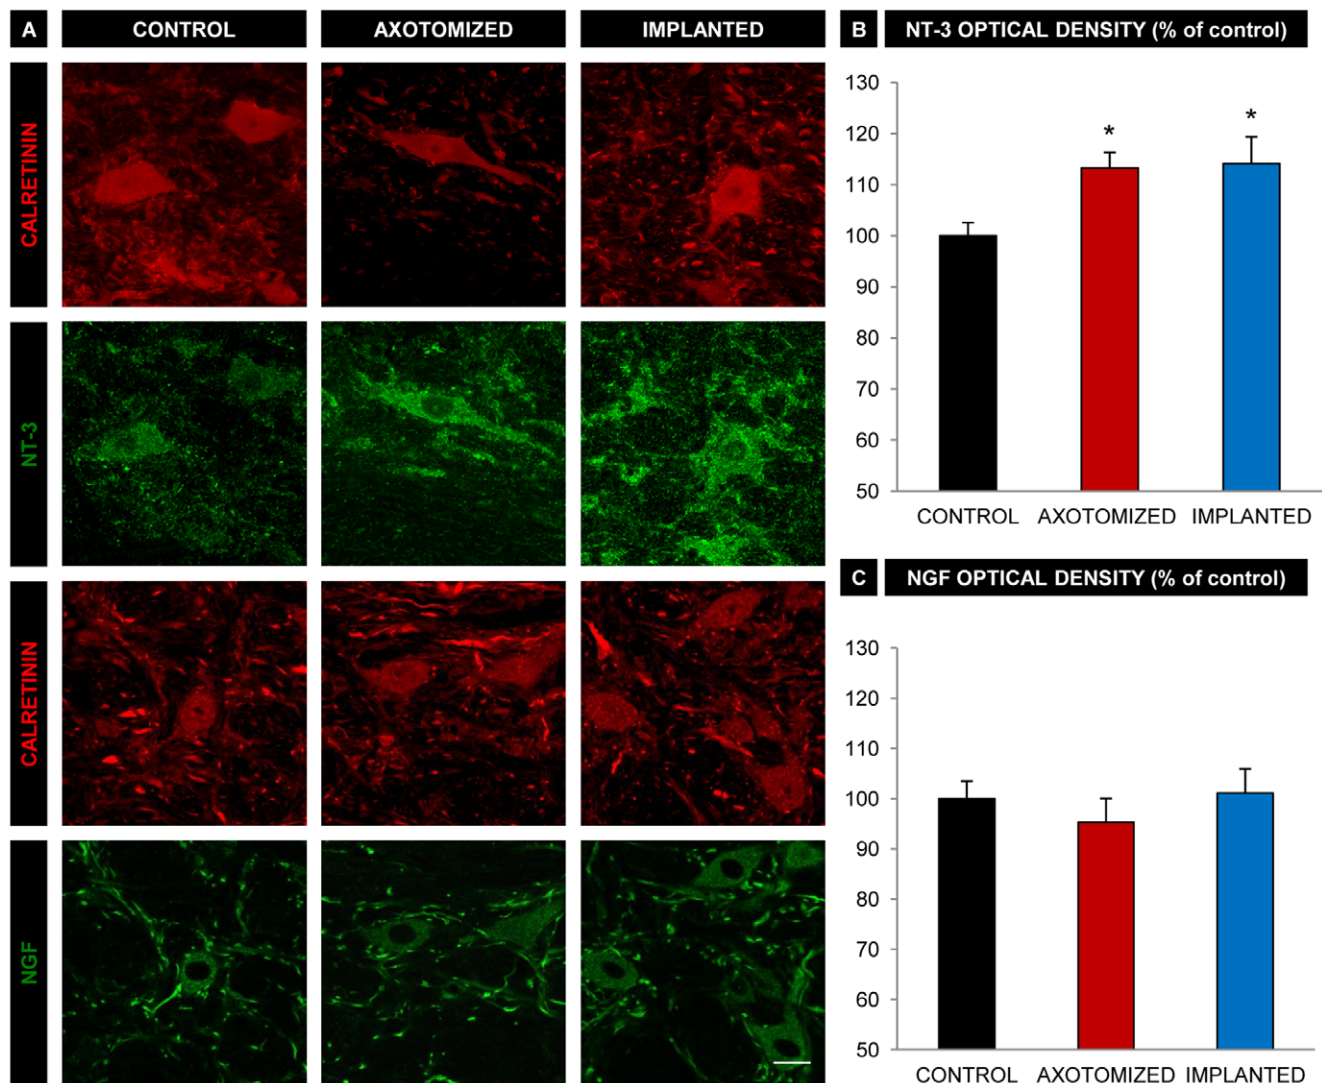 A CONTROL AXOTOMIZED IMPLANTED
CALRETININ
NT-3
CALRETININ
NGF
B NT-3 OPTICAL DENSITY (% of control)
130
120
110
100
90
80
70
60
50
* *
CONTROL AXOTOMIZED IMPLANTED
C NGF OPTICAL DENSITY (% of control)
130
120
110
100
90
80
70
60
50
CONTROL AXOTOMIZED IMPLANTED